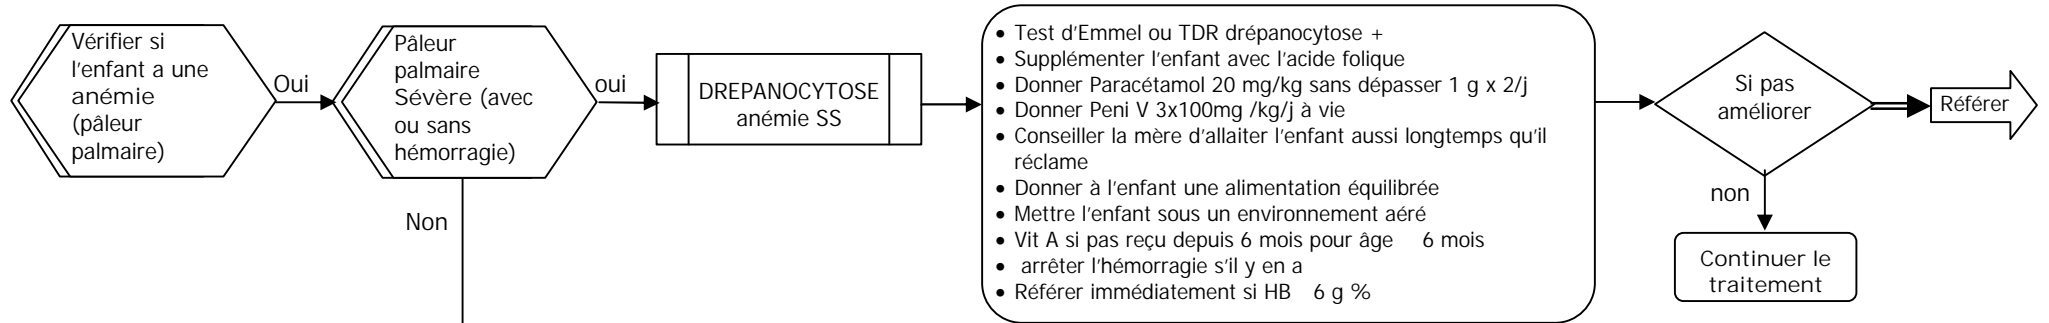 Vérifier si
l'enfant a une
anémie
(pâleur
palmaire)
Oui
Pâleur
palmaire
Sévère (avec
ou sans
hémorragie)
oui
Non
DREPANOCYTOSE
anémie SS
• Test d'Emmel ou TDR drépanocytose +
• Supplémenter l'enfant avec l'acide folique
• Donner Paracétamol 20 mg/kg sans dépasser 1 g x 2/j
• Donner Peni V 3x100mg /kg/j à vie
• Conseiller la mère d'allaiter l'enfant aussi longtemps qu'il
réclame
• Donner à l'enfant une alimentation équilibrée
• Mettre l'enfant sous un environnement aéré
• Vit A si pas reçu depuis 6 mois pour âge 6 mois
• arrêter l'hémorragie s'il y en a
• Référer immédiatement si HB 6 g %
Si pas
améliorer
Référer
non
Continuer le
traitement